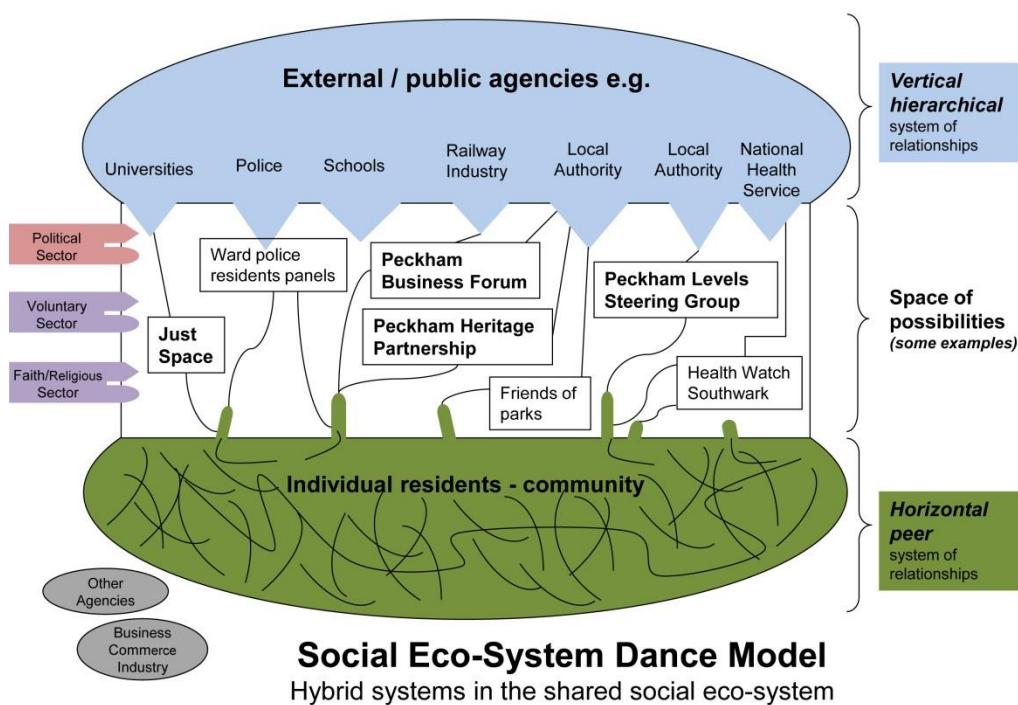 External / public agencies e.g.
Universities
Police
Schools
Railway
Industry
Local
Authority
Local
Authority
National
Health
Service
Vertical
hierarchical
system of
relationships
Political
Sector
Voluntary
Sector
Faith/Religious
Sector
Ward police
residents panels
Peckham
Business Forum
Peckham Levels
Steering Group
Just
Space
Peckham Heritage
Partnership
Friends of
parks
Health Watch
Southwark
Space of
possibilities
(some examples)
Individual residents - community
Horizontal
peer
system of
relationships
Other
Agencies
Business
Commerce
Industry
Social Eco-System Dance Model
Hybrid systems in the shared social eco-system